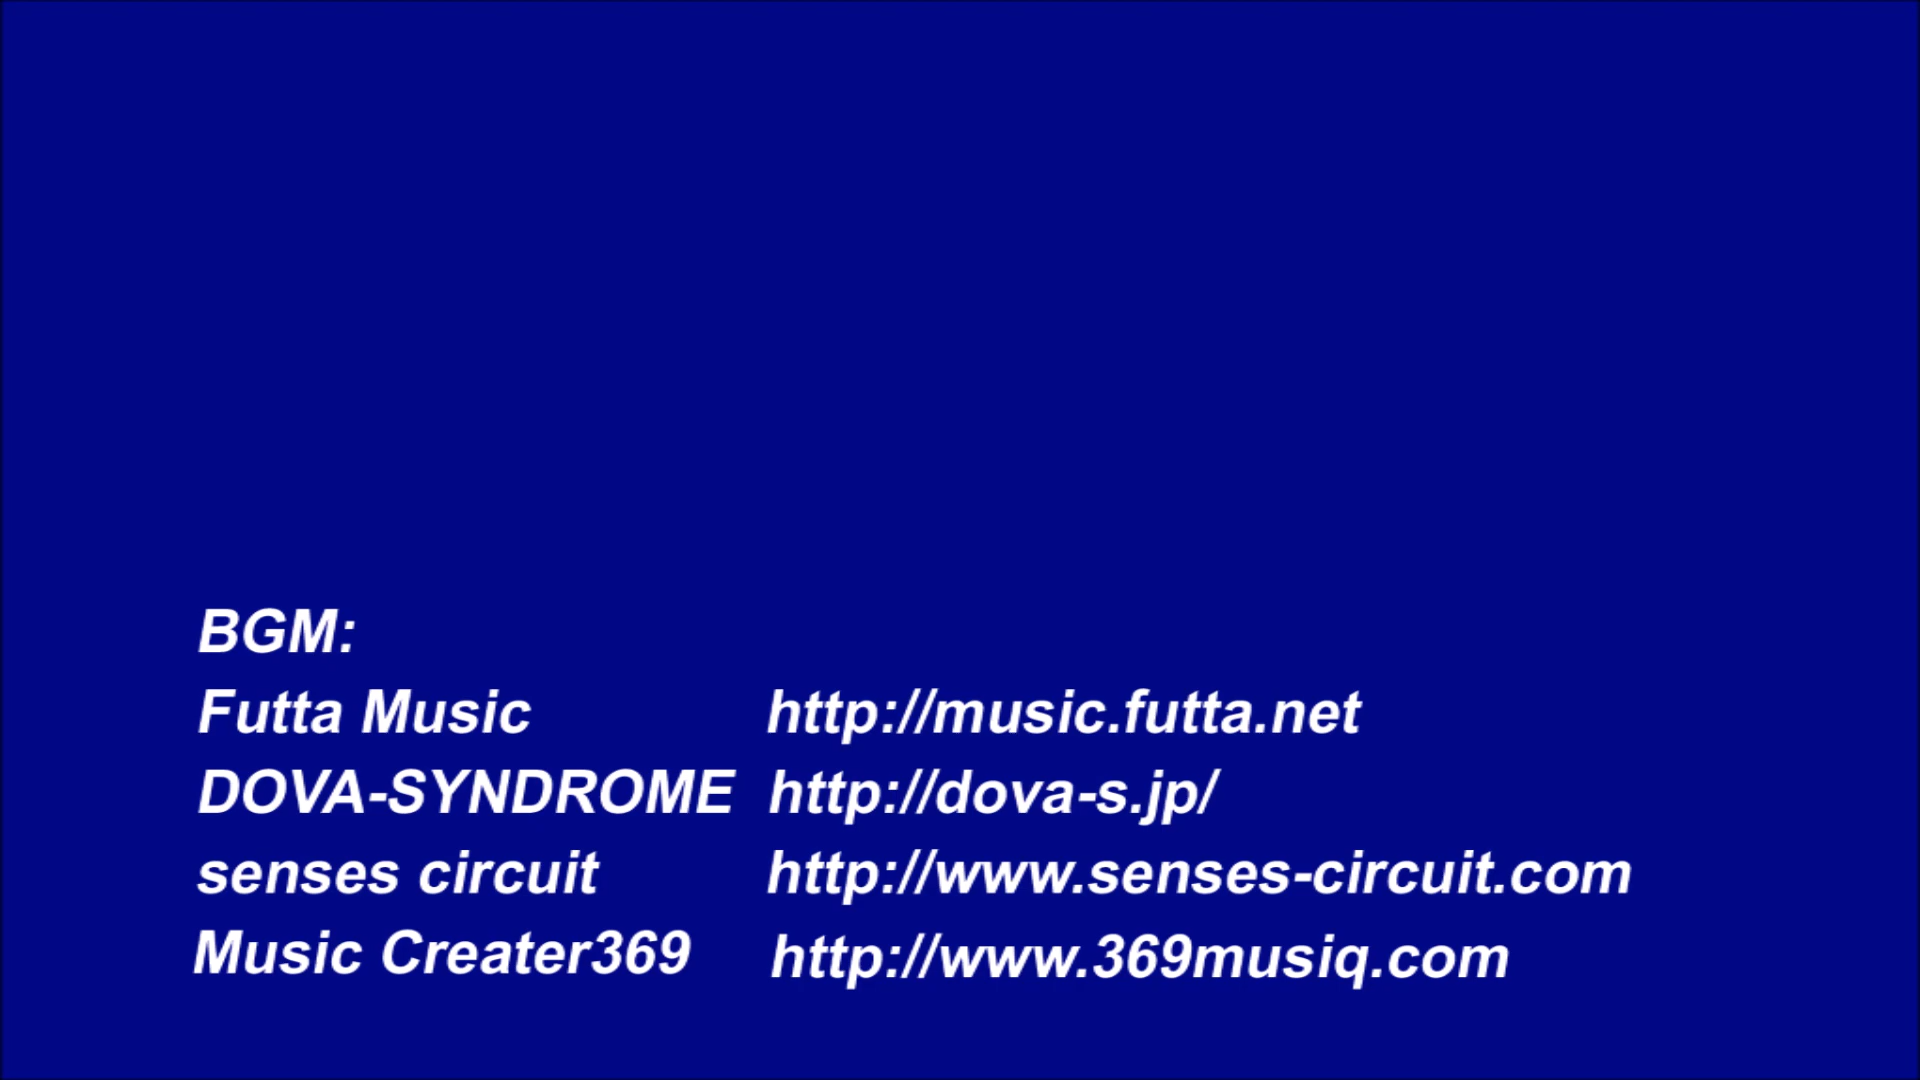 BGM:
Futta Music http://music.futta.net
DOVA-SYNDROME http://dova-s.jp/
senses circuit http://www.senses-circuit.com
Music Creater369 http://www.369musiq.com